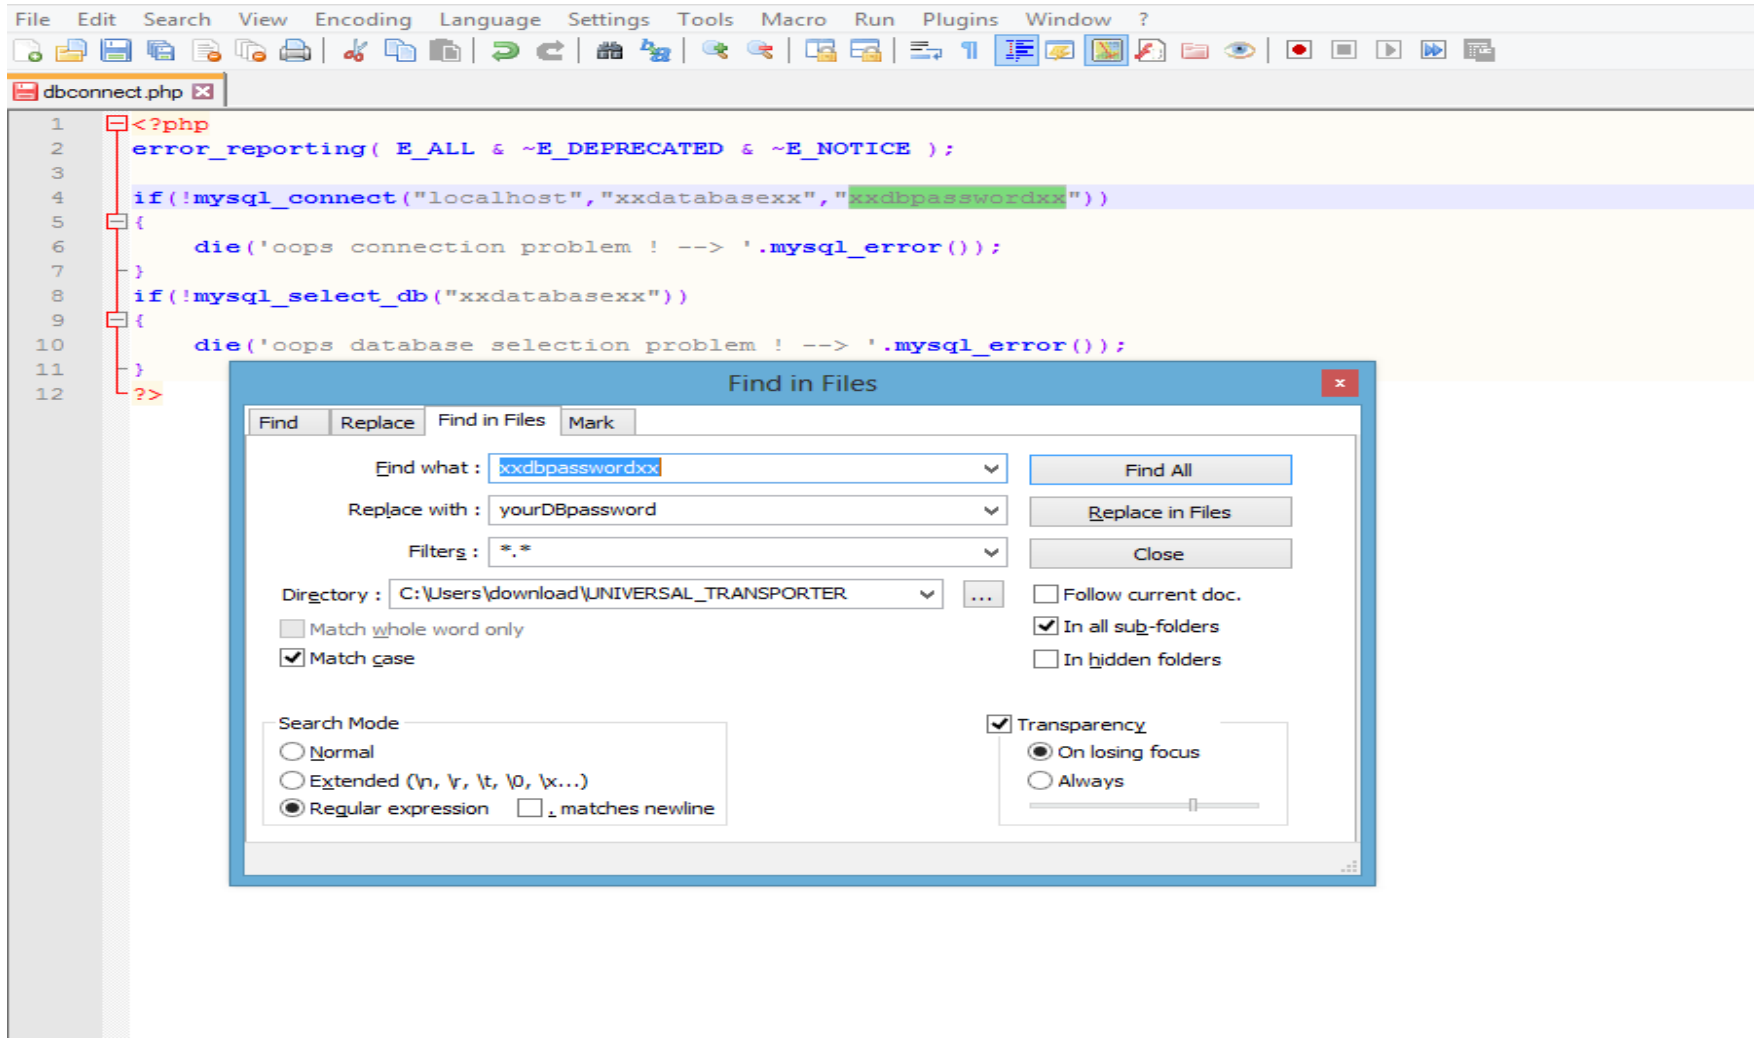 File Edit Search View Encoding Language Settings Tools Macro Run Plugins Window ?
dbconnect.php
1 <?php
2 error_reporting( E_ALL & ~E_DEPRECATED & ~E_NOTICE );
3
4 if(!mysql_connect("localhost","xxdatabasexx","xxdbpasswordxx"))
5 {
6 die('oops connection problem ! --> '.mysql_error());
7 }
8 if(!mysql_select_db("xxdatabasexx"))
9 {
10 die('oops database selection problem ! --> '.mysql_error());
11 }
12 ?>
Find in Files
x
Find Replace Find in Files Mark
Find what : xxdbpasswordxx Find All
Replace with : yourDBpassword Replace in Files
Filters : *.* Close
Directory : C:\Users\download\UNIVERSAL_TRANSPORTER ... Follow current doc.
Match whole word only In all sub-folders
Match case In hidden folders
Search Mode Transparency
Normal On losing focus
Extended (\n, \r, \t, \0, \x...) Always
Regular expression . matches newline